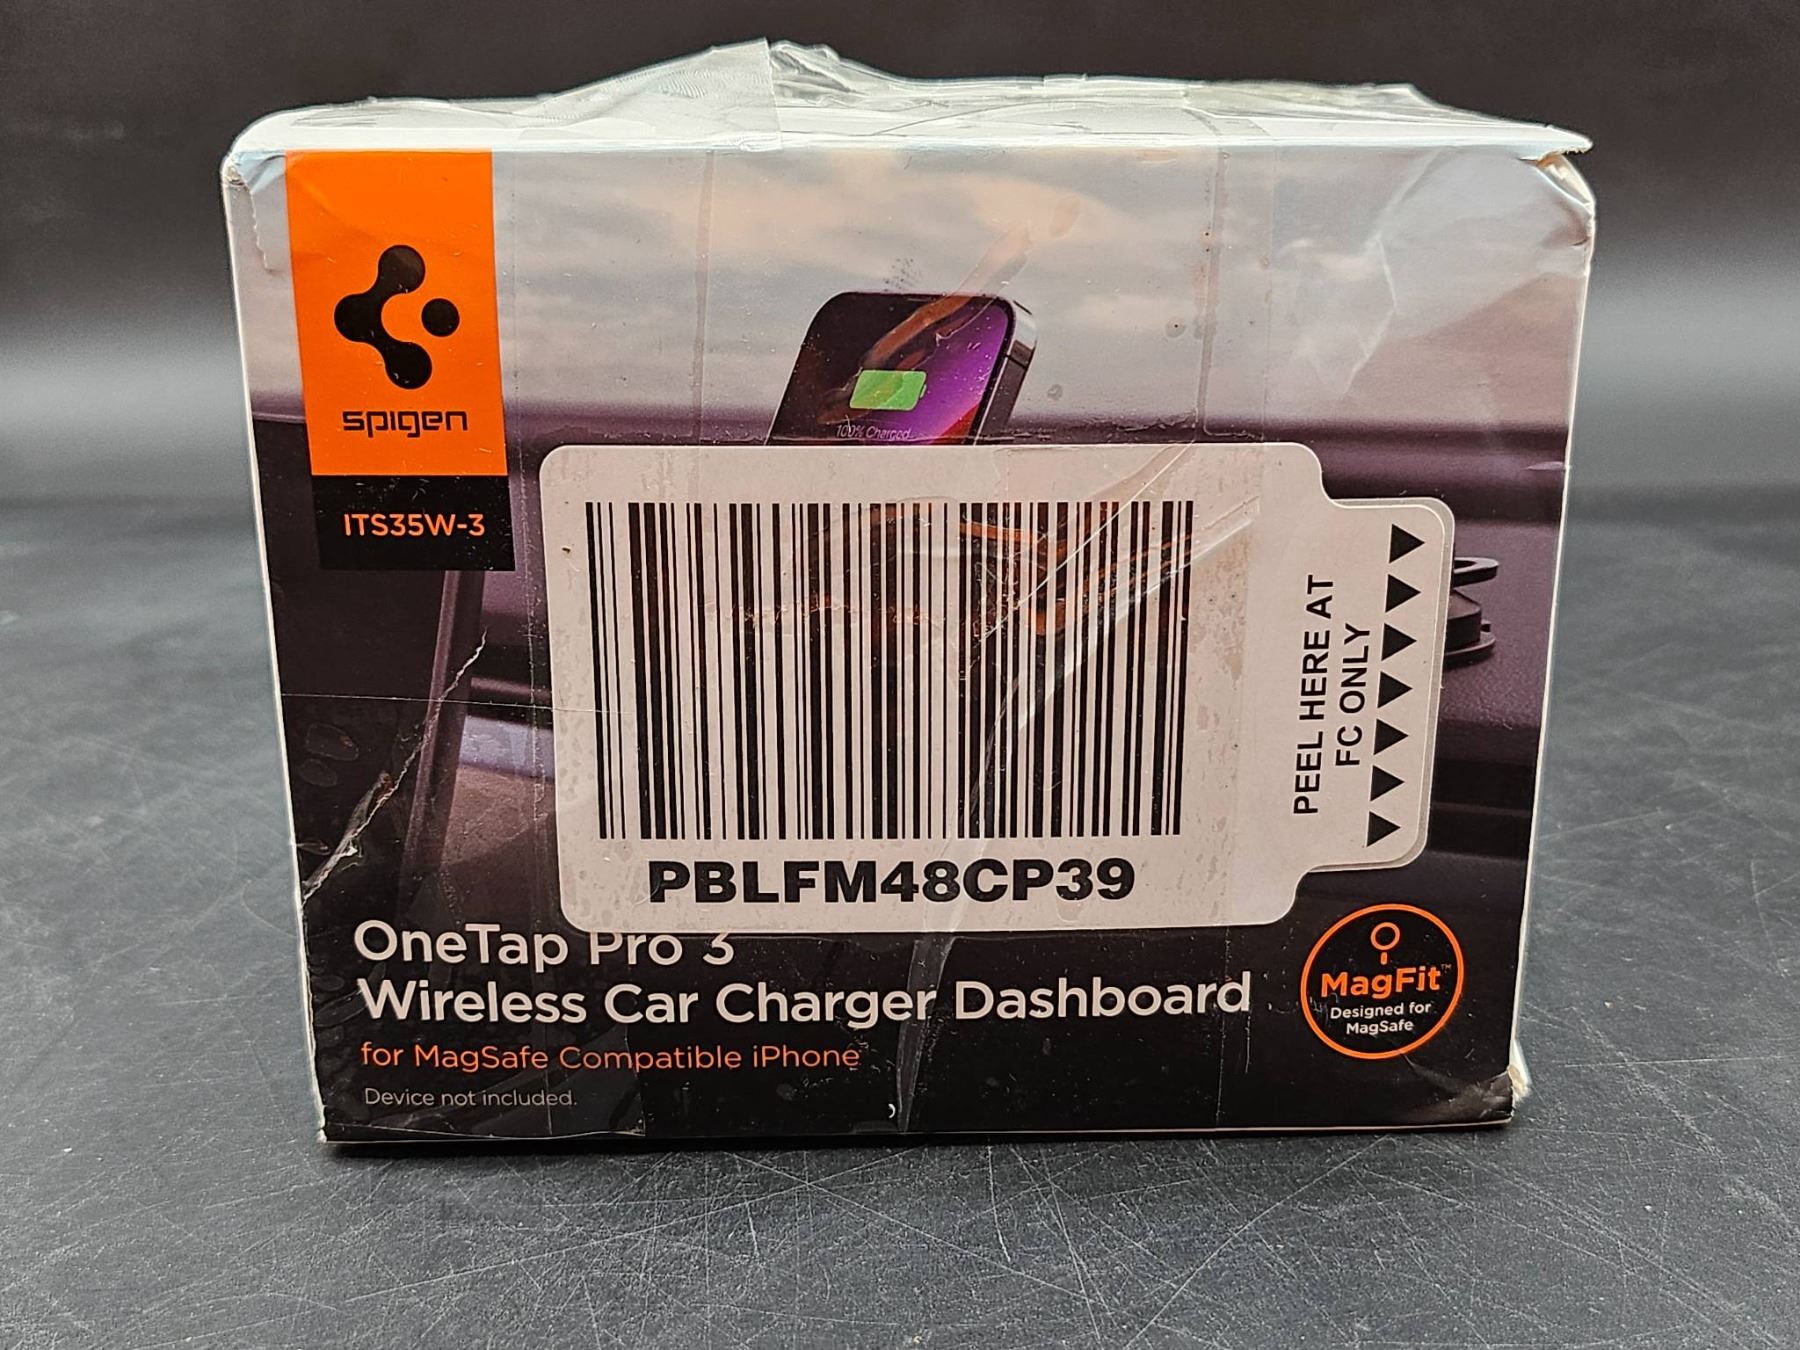 spigen
ITS35W-3
100% Charged
PEEL HERE AT
FC ONLY
PBLFM48CP39
OneTap Pro 3
Wireless Car Charger Dashboard
for MagSafe Compatible iPhone
Device not included.
MagFit™
Designed for
MagSafe